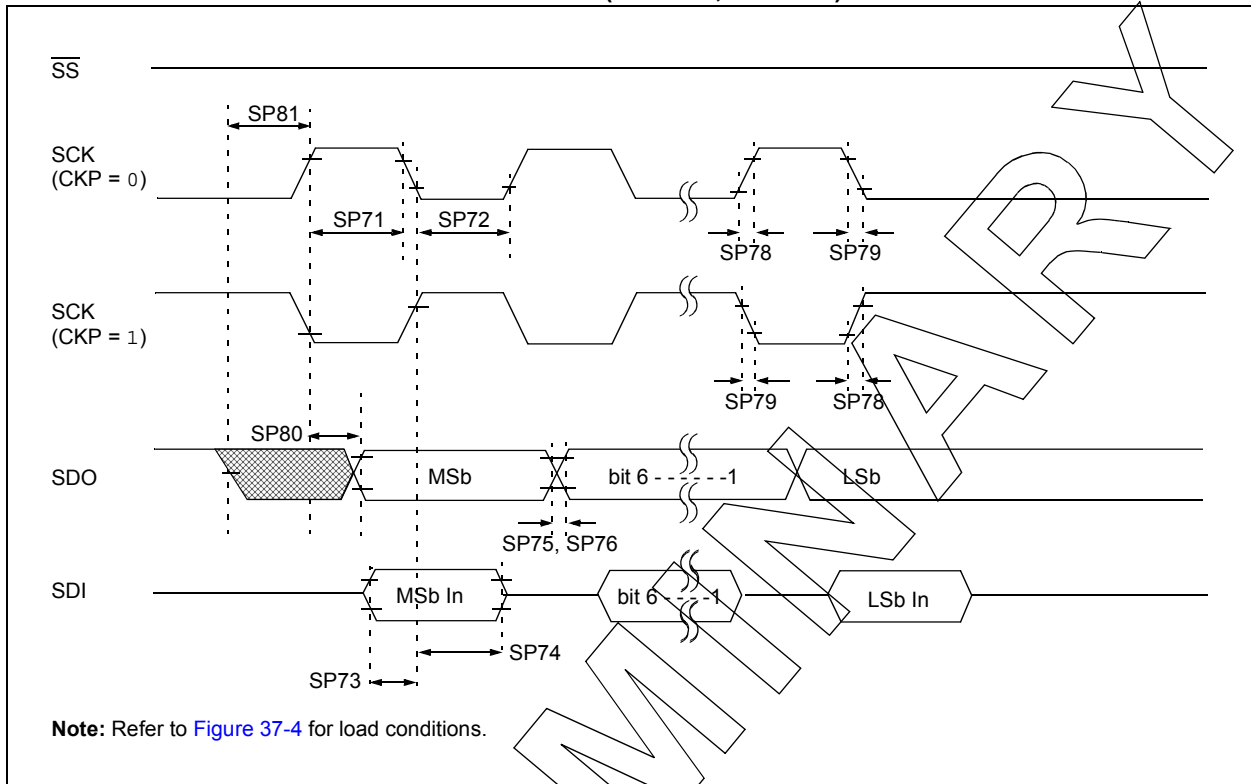 SS
SP81
SCK
(CKP = 0)
SP71
SP72
SP78
SP79
SCK
(CKP = 1)
SP79
SP78
SP80
SDO
MSb
bit 6 - - - - - -1
LSb
SP75, SP76
SDI
MSb In
bit 6 - - - -1
LSb In
SP74
SP73
Note: Refer to Figure 37-4 for load conditions.
M I N A R Y